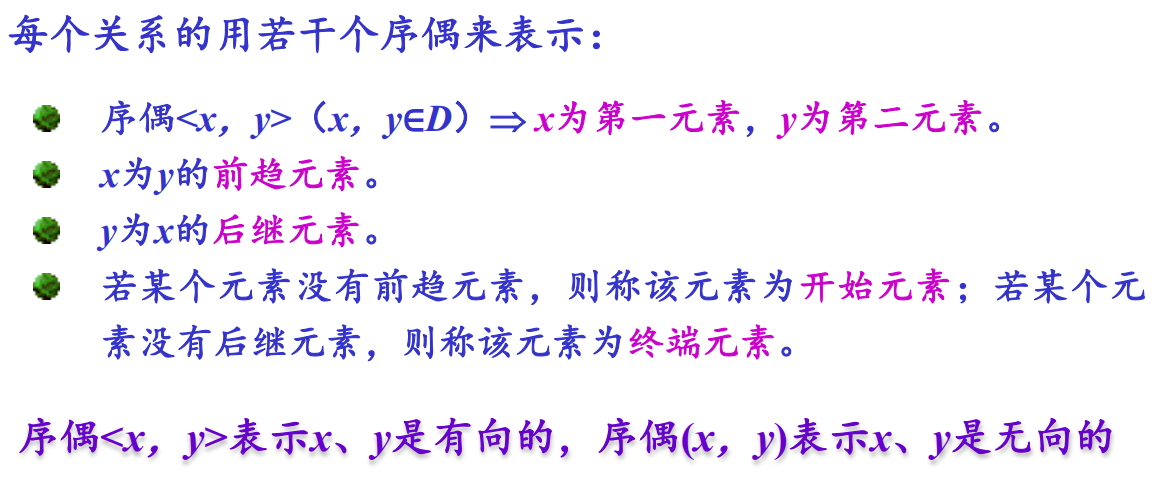 每个关系的用若干个序偶来表示：
序偶<x，y>（x，y∈D）⇒ x为第一元素，y为第二元素。
x为y的前趋元素。
y为x的后继元素。
若某个元素没有前趋元素，则称该元素为开始元素；若某个元
素没有后继元素，则称该元素为终端元素。
序偶<x，y>表示x、y是有向的，序偶(x，y)表示x、y是无向的